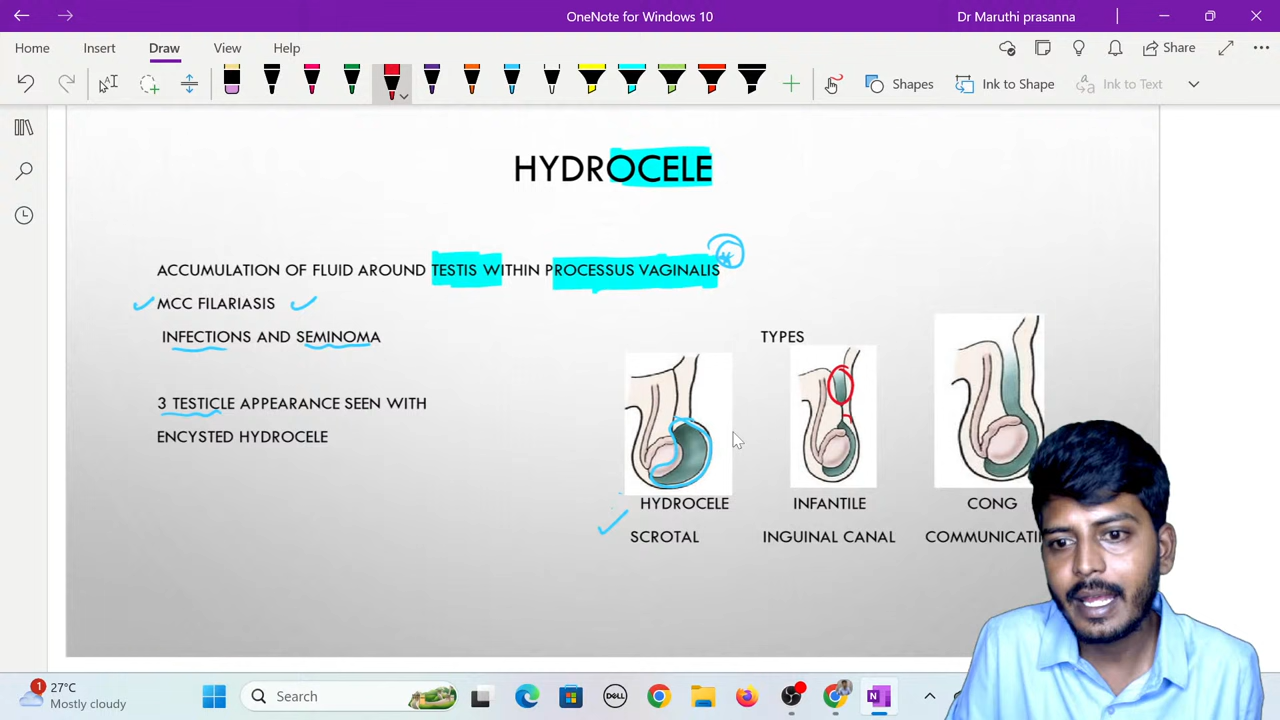 OneNote for Windows 10
Dr Maruthi prasanna
Home Insert Draw View Help
Share
Shapes
Ink to Shape
Ink to Text
HYDROCELE
ACCUMULATION OF FLUID AROUND TESTIS WITHIN PROCESSUS VAGINALIS
MCC FILARIASIS
INFECTIONS AND SEMINOMA
3 TESTICLE APPEARANCE SEEN WITH
ENCYSTED HYDROCELE
TYPES
HYDROCELE INFANTILE CONG
SCROTAL INGUINAL CANAL
1
27°C
Mostly cloudy
Search
DELL